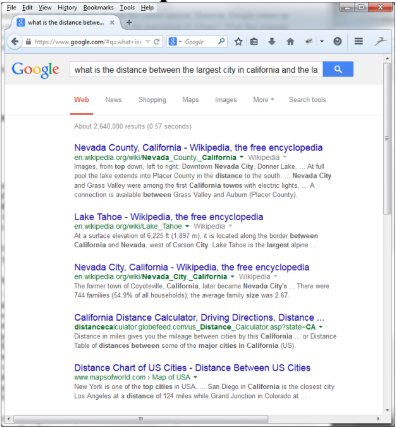 File Edit View History Bookmarks Tools Help
what is the distance betwe...
https://www.google.com/#q=what+is+ Google
Google what is the distance between the largest city in california and the la
Web News Shopping Maps Images More Search tools
About 2,640,000 results (0.57 seconds)
Nevada County, California - Wikipedia, the free encyclopedia
en.wikipedia.org/wiki/Nevada_County,_California Wikipedia
Images, from top down, left to right: Downtown Nevada City, Donner Lake, ... At full
pool the lake extends into Placer County in the distance to the south. ... Nevada City
and Grass Valley were among the first California towns with electric lights. ... A
connection is available between Grass Valley and Auburn (Placer County).
Lake Tahoe - Wikipedia, the free encyclopedia
en.wikipedia.org/wiki/Lake_Tahoe Wikipedia
At a surface elevation of 6,225 ft (1,897 m), it is located along the border between
California and Nevada, west of Carson City. Lake Tahoe is the largest alpine ...
Nevada City, California - Wikipedia, the free encyclopedia
en.wikipedia.org/wiki/Nevada_City,_California Wikipedia
The former town of Coyoteville, California, later became Nevada City's ... There were
744 families (54.9% of all households); the average family size was 2.67.
California Distance Calculator, Driving Directions, Distance ...
distancecalculator.globefeed.com/us_Distance_Calculator.asp?state=CA
Distance in miles gives you the mileage between cities by this California ... or Distance
Table of distances between some of the major cities in California (US).
Distance Chart of US Cities - Distance Between US Cities
www.mapsofworld.com › Map of USA
New York is one of the top cities in USA. ... San Diego in California is the closest city
Los Angeles at a distance of 124 miles while Grand Junction in Colorado at ...